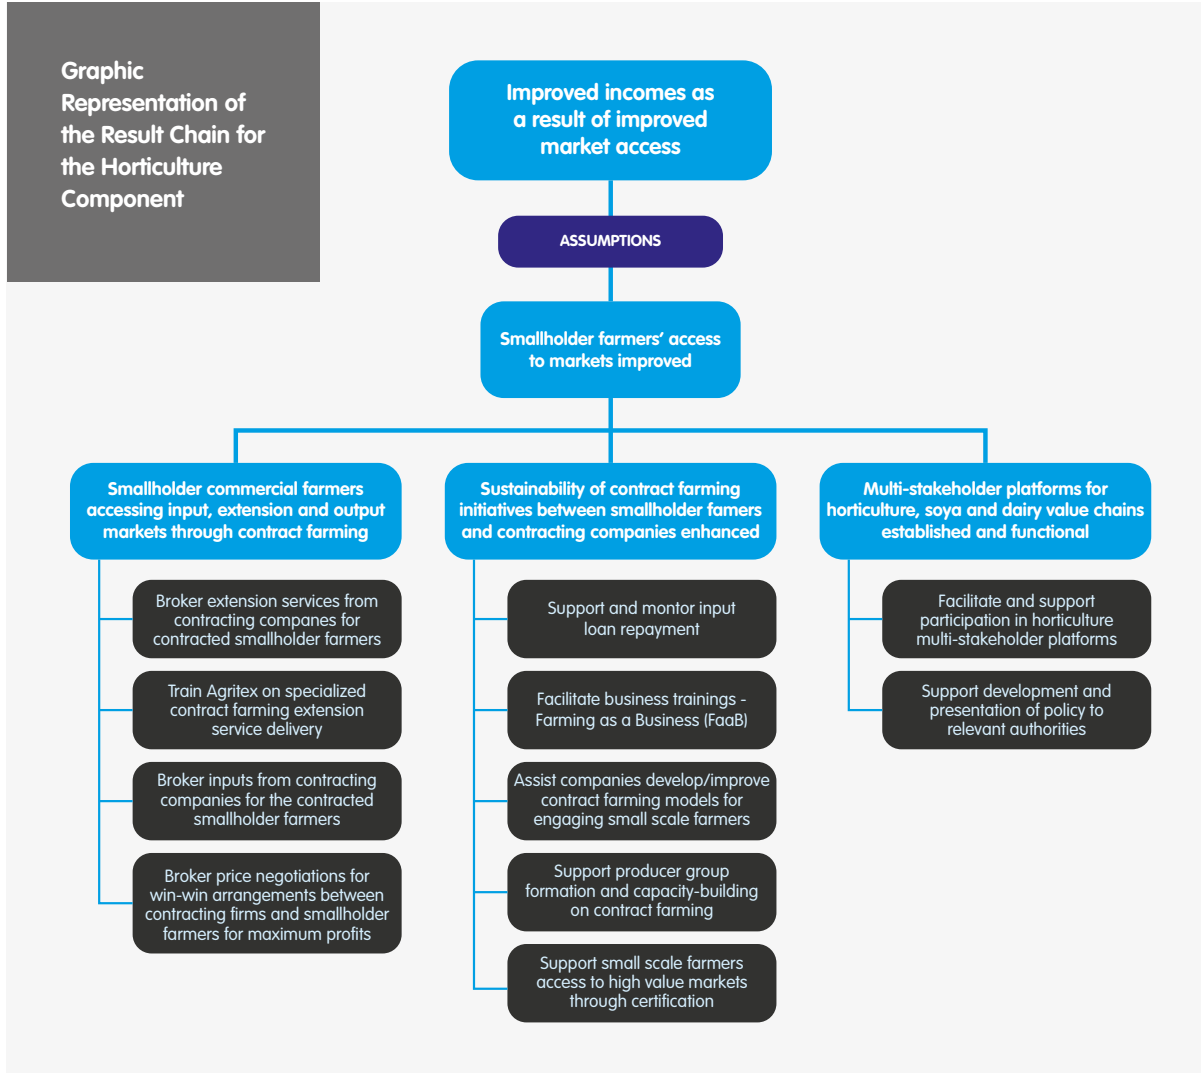 Graphic
Representation of
the Result Chain for
the Horticulture
Component
Improved incomes as
a result of improved
market access
ASSUMPTIONS
Smallholder farmers’ access
to markets improved
Smallholder commercial farmers
accessing input, extension and output
markets through contract farming
Broker extension services from
contracting companes for
contracted smallholder farmers
Train Agritex on specialized
contract farming extension
service delivery
Broker inputs from contracting
companies for the contracted
smallholder farmers
Broker price negotiations for
win-win arrangements between
contracting firms and smallholder
farmers for maximum profits
Sustainability of contract farming
initiatives between smallholder famers
and contracting companies enhanced
Support and montor input
loan repayment
Facilitate business trainings -
Farming as a Business (FaaB)
Assist companies develop/improve
contract farming models for
engaging small scale farmers
Support producer group
formation and capacity-building
on contract farming
Support small scale farmers
access to high value markets
through certification
Multi-stakeholder platforms for
horticulture, soya and dairy value chains
established and functional
Facilitate and support
participation in horticulture
multi-stakeholder platforms
Support development and
presentation of policy to
relevant authorities